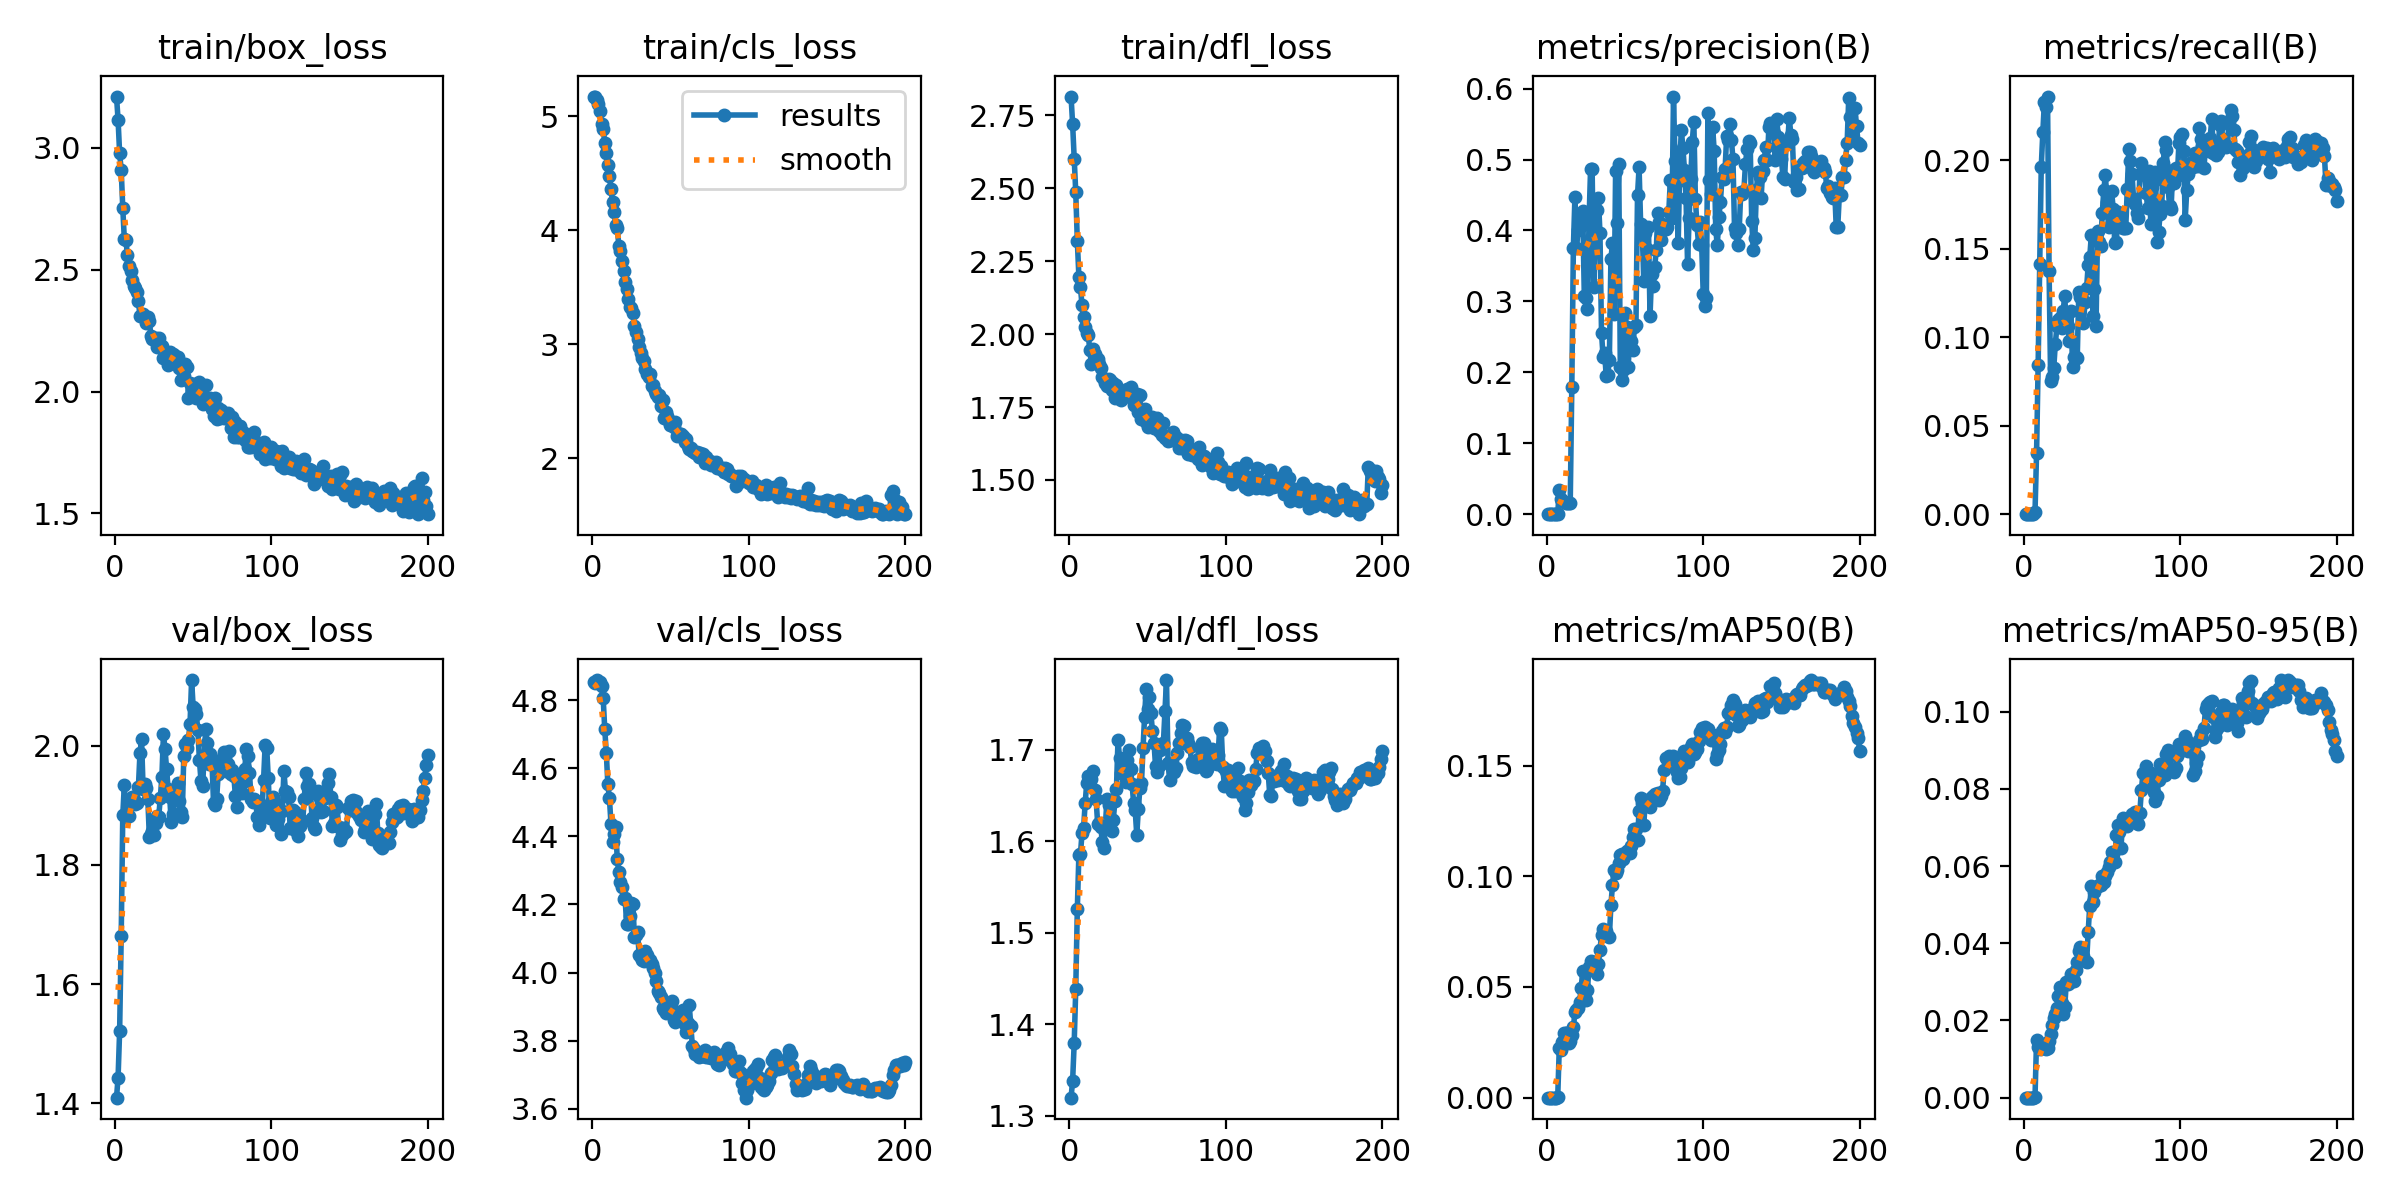 train/box_loss
3.0
2.5
2.0
1.5
0 100 200
train/cls_loss
results
smooth
5
4
3
2
0 100 200
train/dfl_loss
2.75
2.50
2.25
2.00
1.75
1.50
0 100 200
metrics/precision(B)
0.6
0.5
0.4
0.3
0.2
0.1
0.0
0 100 200
metrics/recall(B)
0.20
0.15
0.10
0.05
0.00
0 100 200
val/box_loss
2.0
1.8
1.6
1.4
0 100 200
val/cls_loss
4.8
4.6
4.4
4.2
4.0
3.8
3.6
0 100 200
val/dfl_loss
1.7
1.6
1.5
1.4
1.3
0 100 200
metrics/mAP50(B)
0.15
0.10
0.05
0.00
0 100 200
metrics/mAP50-95(B)
0.10
0.08
0.06
0.04
0.02
0.00
0 100 200